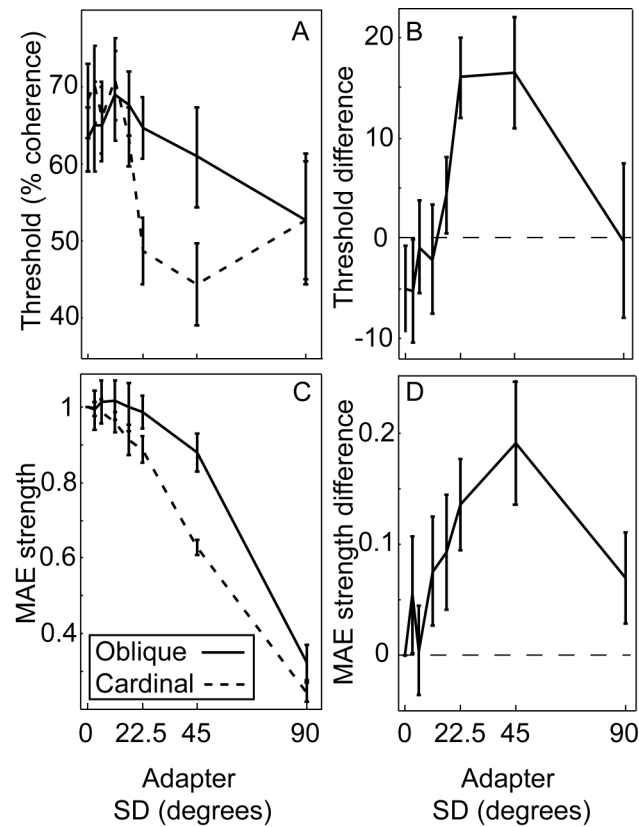 A
Threshold (% coherence)
70
60
50
40
B
Threshold difference
20
10
0
-10
C
MAE strength
1
0.8
0.6
0.4
Oblique
Cardinal
0 22.5 45 90
Adapter
SD (degrees)
D
MAE strength difference
0.2
0.1
0
0 22.5 45 90
Adapter
SD (degrees)